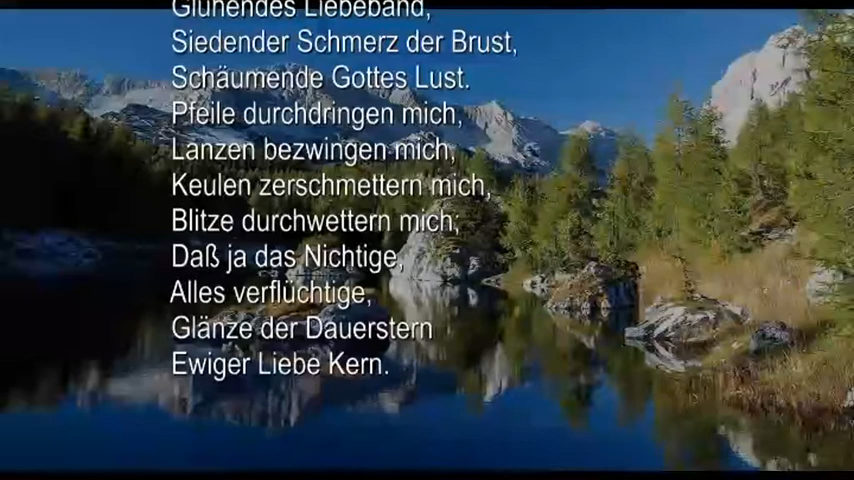 Glühendes Liebeband,
Siedender Schmerz der Brust,
Schäumende Gottes Lust.
Pfeile durchdringen mich,
Lanzen bezwingen mich,
Keulen zerschmettern mich,
Blitze durchwettern mich;
Daß ja das Nichtige,
Alles verflüchtige,
Glänze der Dauerstern
Ewiger Liebe Kern.